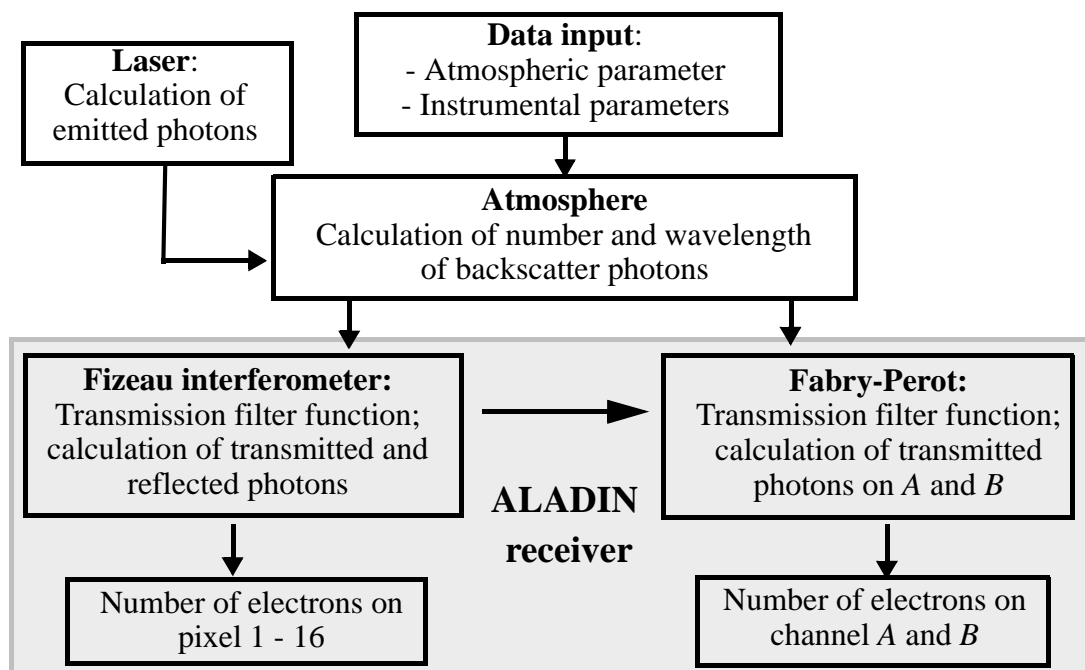 Laser:
Calculation of
emitted photons
Data input:
- Atmospheric parameter
- Instrumental parameters
Atmosphere
Calculation of number and wavelength
of backscatter photons
Fizeau interferometer:
Transmission filter function;
calculation of transmitted and
reflected photons
Fabry-Perot:
Transmission filter function;
calculation of transmitted
photons on A and B
ALADIN
receiver
Number of electrons on
pixel 1 - 16
Number of electrons on
channel A and B